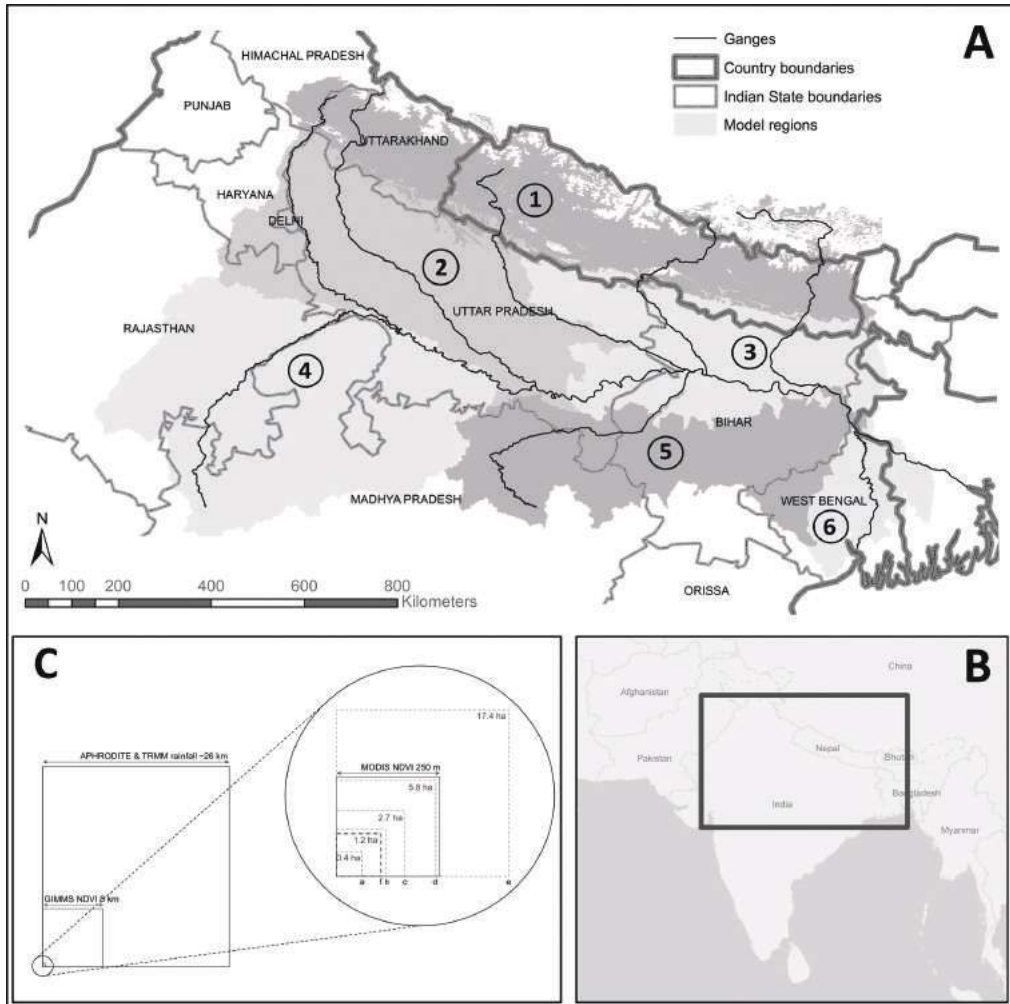 A
Ganges
Country boundaries
Indian State boundaries
Model regions
HIMACHAL PRADESH
PUNJAB
UTTARAKHAND
HARYANA
DELHI
1
2
UTTAR PRADESH
RAJASTHAN
3
4
BIHAR
5
MADHYA PRADESH
WEST BENGAL
6
ORISSA
N
0 100 200 400 600 800
Kilometers
C
APHRODITE & TRMM rainfall ~26 km
GIMMS NDVI 8 km
17.4 ha
MODIS NDVI 250 m
5.8 ha
2.7 ha
1.2 ha
0.4 ha
a f b c d e
B
China
Afghanistan
Pakistan
Nepal
Bhutan
Bangladesh
India
Myanmar